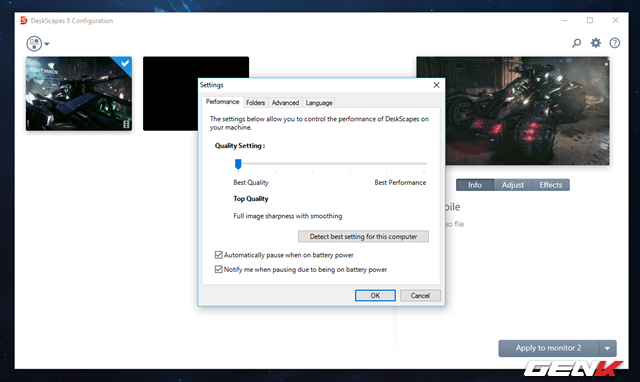 DeskScapes 8 Configuration
Settings
Performance
Folders
Advanced
Language
The settings below allow you to control the performance of DeskScapes on
your machine.
Quality Setting :
Best Quality
Best Performance
Top Quality
Full image sharpness with smoothing
Detect best setting for this computer
Automatically pause when on battery power
Notify me when pausing due to being on battery power
OK
Cancel
Info
Adjust
Effects
bile
eo file
Apply to monitor 2
GENK